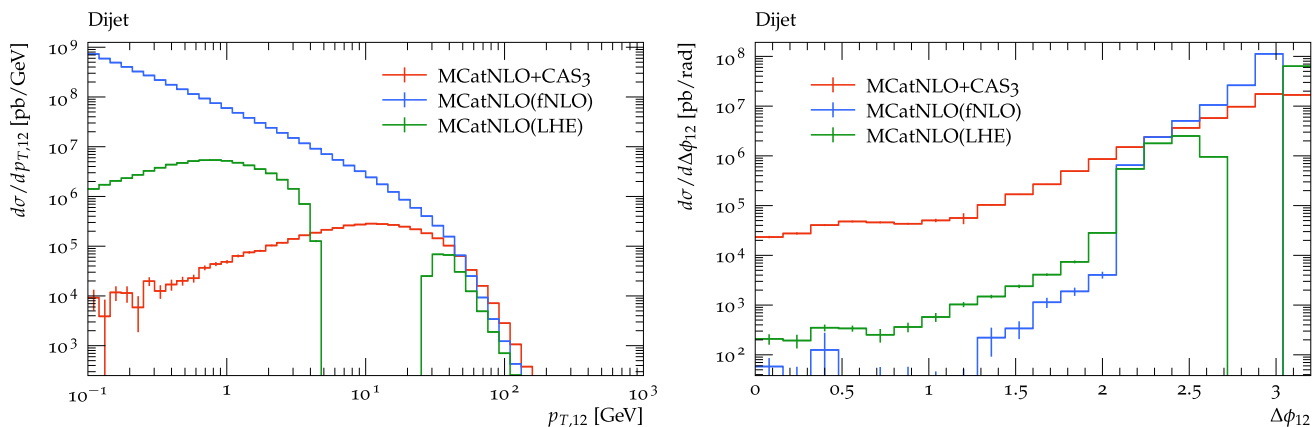 Dijet
dσ/dp_{T,12} [pb/GeV]
10^9
10^8
10^7
10^6
10^5
10^4
10^3
MCatNLO+CAS3
MCatNLO(fNLO)
MCatNLO(LHE)
10^{−1} 1 10^1 10^2 10^3
p_{T,12} [GeV]
Dijet
dσ/dΔϕ_{12} [pb/rad]
10^8
10^7
10^6
10^5
10^4
10^3
10^2
MCatNLO+CAS3
MCatNLO(fNLO)
MCatNLO(LHE)
0 0.5 1 1.5 2 2.5 3
Δϕ_{12}